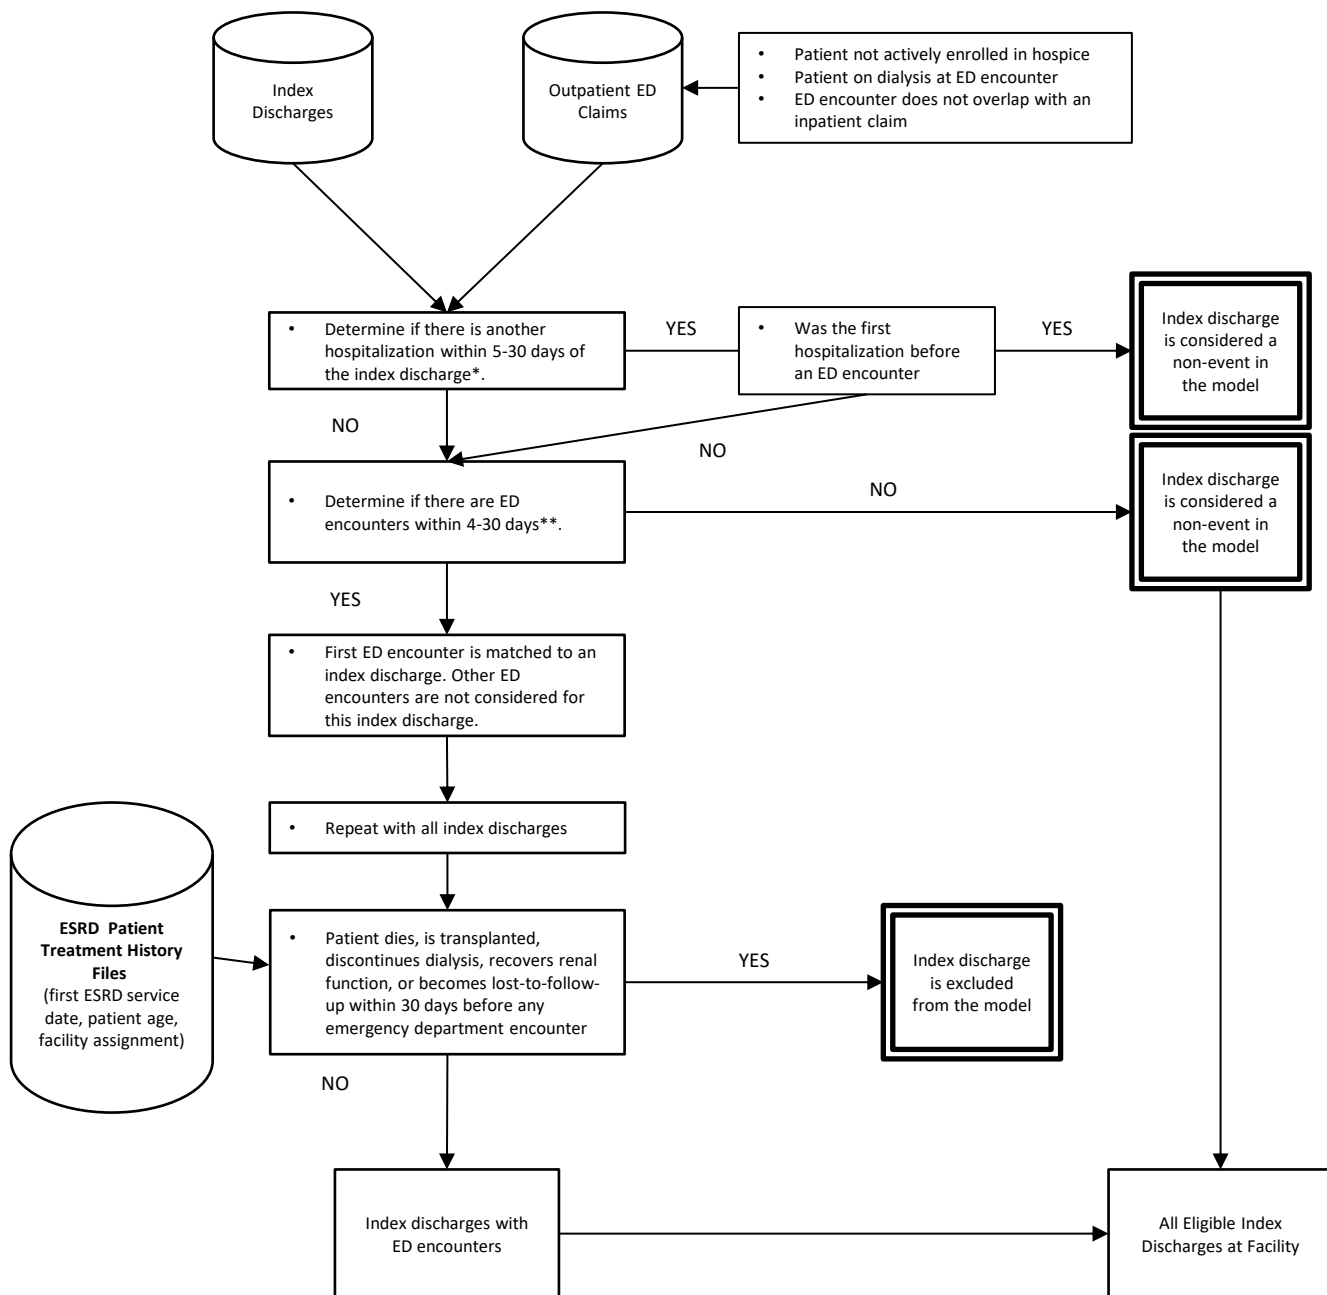 Index
Discharges
Outpatient ED
Claims
• Patient not actively enrolled in hospice
• Patient on dialysis at ED encounter
• ED encounter does not overlap with an
inpatient claim
• Determine if there is another
hospitalization within 5-30 days of
the index discharge*.
YES
• Was the first
hospitalization before
an ED encounter
YES
Index discharge
is considered a
non-event in
the model
NO
NO
• Determine if there are ED
encounters within 4-30 days**.
NO
Index discharge
is considered a
non-event in
the model
YES
• First ED encounter is matched to an
index discharge. Other ED
encounters are not considered for
this index discharge.
• Repeat with all index discharges
ESRD Patient
Treatment History
Files
(first ESRD service
date, patient age,
facility assignment)
• Patient dies, is transplanted,
discontinues dialysis, recovers renal
function, or becomes lost-to-follow-
up within 30 days before any
emergency department encounter
YES
Index discharge
is excluded
from the model
NO
Index discharges with
ED encounters
All Eligible Index
Discharges at Facility